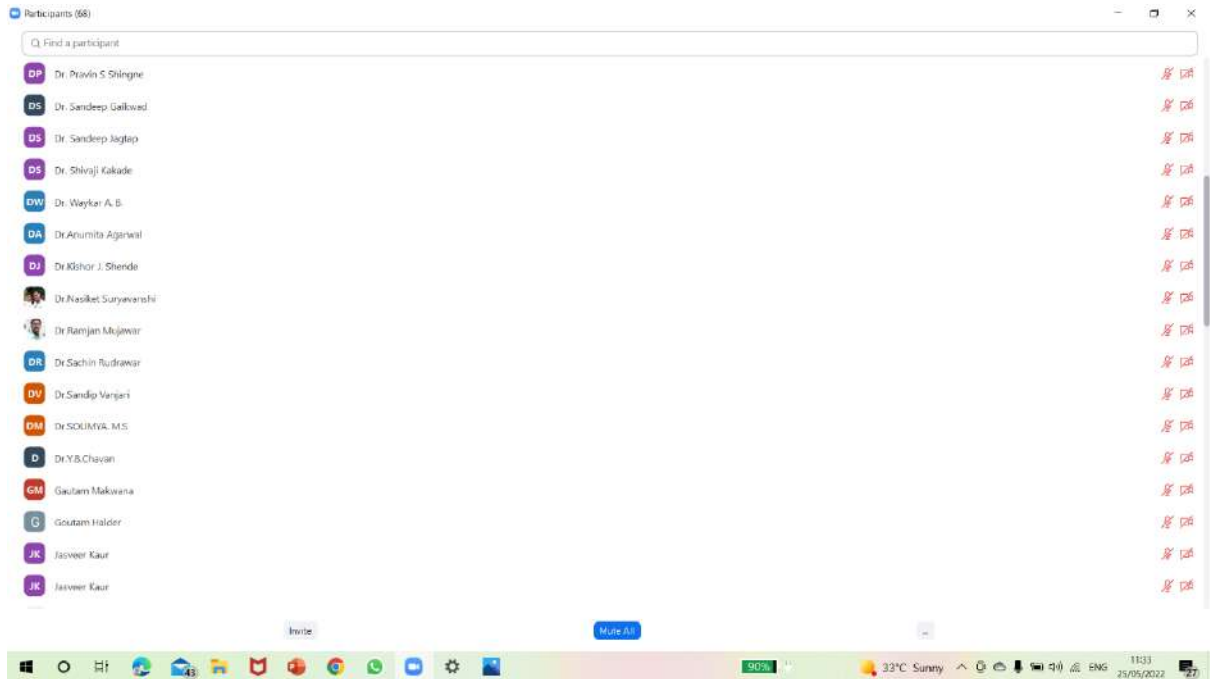 Participants (68)
Find a participant
DP Dr. Pravin S Shingne
DS Dr. Sandeep Gaikwad
DS Dr. Sandeep Jagtap
DS Dr. Shivaji Kakade
DW Dr. Waykar A. B.
DA Dr.Anumita Agarwal
DJ Dr.Kishor J. Shende
Dr.Nasiket Suryavanshi
Dr.Ramjan Mujawar
DR Dr.Sachin Rudrawar
DV Dr.Sandip Vanjari
DM Dr.SOUMYA. M.S
D Dr.Y.B.Chavan
GM Gautam Makwana
G Goutam Halder
JK Jasveer Kaur
JK Jasveer Kaur
Invite Mute All ...
43 90% 33°C Sunny ENG 11:33
25/05/2022 27